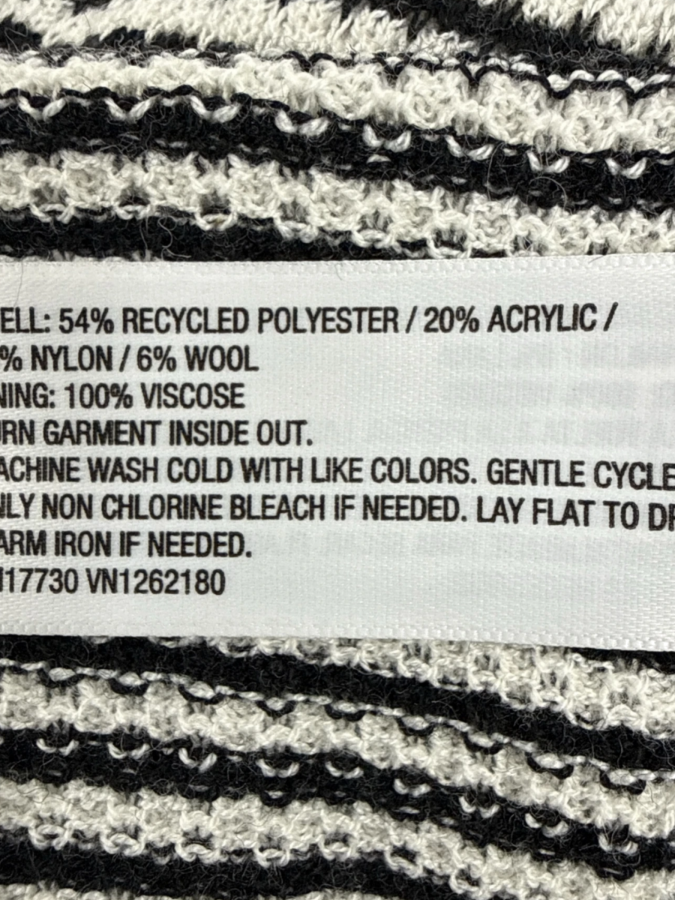 ELL: 54% RECYCLED POLYESTER / 20% ACRYLIC /
% NYLON / 6% WOOL
NING: 100% VISCOSE
RN GARMENT INSIDE OUT.
ACHINE WASH COLD WITH LIKE COLORS. GENTLE CYCLE
NLY NON CHLORINE BLEACH IF NEEDED. LAY FLAT TO DR
ARM IRON IF NEEDED.
17730 VN1262180